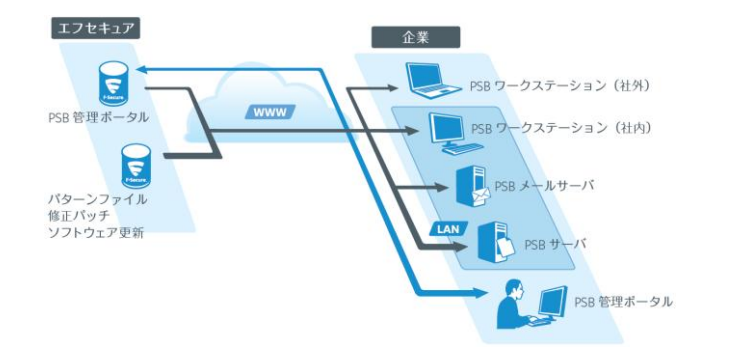 エフセキュア
企業
F-Secure
PSB 管理ポータル
F-Secure
パターンファイル
修正パッチ
ソフトウェア更新
WWW
PSB ワークステーション（社外）
PSB ワークステーション（社内）
PSB メールサーバ
LAN
PSB サーバ
PSB 管理ポータル